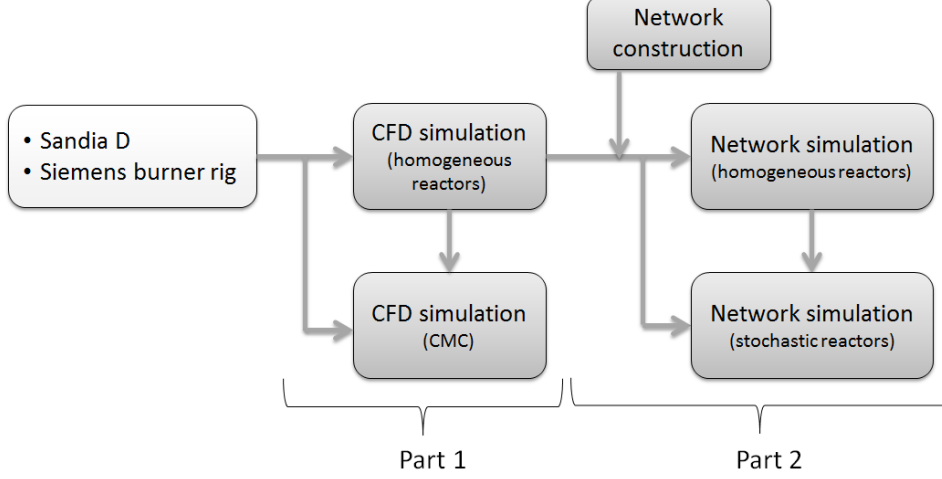 Network
construction
• Sandia D
• Siemens burner rig
CFD simulation
(homogeneous
reactors)
Network simulation
(homogeneous reactors)
CFD simulation
(CMC)
Network simulation
(stochastic reactors)
Part 1
Part 2